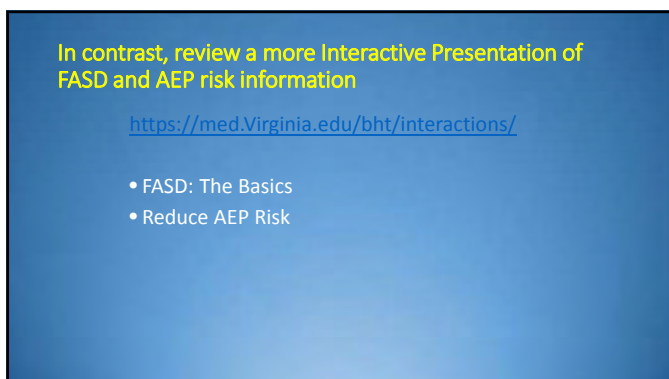 In contrast, review a more Interactive Presentation of
FASD and AEP risk information
https://med.Virginia.edu/bht/interactions/
• FASD: The Basics
• Reduce AEP Risk